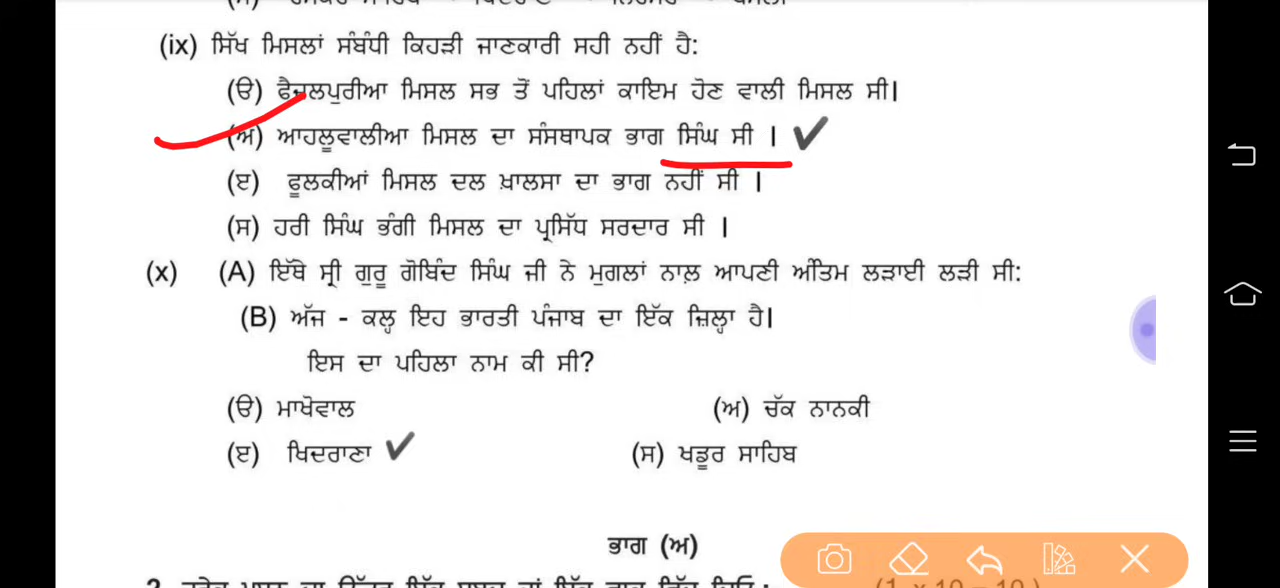 (ix) ਸਿੱਖ ਮਿਸਲਾਂ ਸੰਬੰਧੀ ਕਿਹੜੀ ਜਾਣਕਾਰੀ ਸਹੀ ਨਹੀਂ ਹੈ:
(ੳ) ਫੈਜ਼ਲਪੁਰੀਆ ਮਿਸਲ ਸਭ ਤੋਂ ਪਹਿਲਾਂ ਕਾਇਮ ਹੋਣ ਵਾਲੀ ਮਿਸਲ ਸੀ।
(ਅ) ਆਹਲੂਵਾਲੀਆ ਮਿਸਲ ਦਾ ਸੰਸਥਾਪਕ ਭਾਗ ਸਿੰਘ ਸੀ । ✔
(ੲ) ਫੂਲਕੀਆਂ ਮਿਸਲ ਦਲ ਖ਼ਾਲਸਾ ਦਾ ਭਾਗ ਨਹੀਂ ਸੀ ।
(ਸ) ਹਰੀ ਸਿੰਘ ਭੰਗੀ ਮਿਸਲ ਦਾ ਪ੍ਰਸਿੱਧ ਸਰਦਾਰ ਸੀ ।
(x) (A) ਇੱਥੇ ਸ੍ਰੀ ਗੁਰੂ ਗੋਬਿੰਦ ਸਿੰਘ ਜੀ ਨੇ ਮੁਗਲਾਂ ਨਾਲ਼ ਆਪਣੀ ਅੰਤਿਮ ਲੜਾਈ ਲੜੀ ਸੀ:
(B) ਅੱਜ - ਕਲ੍ਹ ਇਹ ਭਾਰਤੀ ਪੰਜਾਬ ਦਾ ਇੱਕ ਜ਼ਿਲ੍ਹਾ ਹੈ।
ਇਸ ਦਾ ਪਹਿਲਾ ਨਾਮ ਕੀ ਸੀ?
(ੳ) ਮਾਖੋਵਾਲ (ਅ) ਚੱਕ ਨਾਨਕੀ
(ੲ) ਖਿਦਰਾਣਾ ✔ (ਸ) ਖਡੂਰ ਸਾਹਿਬ
ਭਾਗ (ਅ)